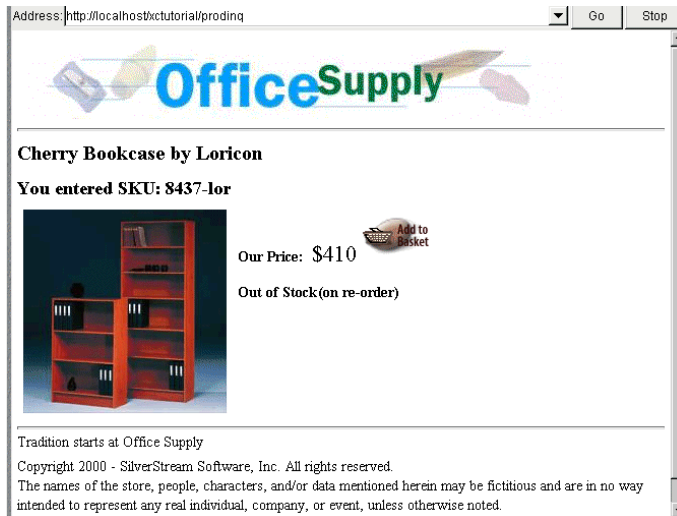 Address: http://localhost/xctutorial/prodinq Go Stop
OfficeSupply
Cherry Bookcase by Loricon
You entered SKU: 8437-lor
Add to
Basket
Our Price: $410
Out of Stock(on re-order)
Tradition starts at Office Supply
Copyright 2000 - SilverStream Software, Inc. All rights reserved.
The names of the store, people, characters, and/or data mentioned herein may be fictitious and are in no way
intended to represent any real individual, company, or event, unless otherwise noted.